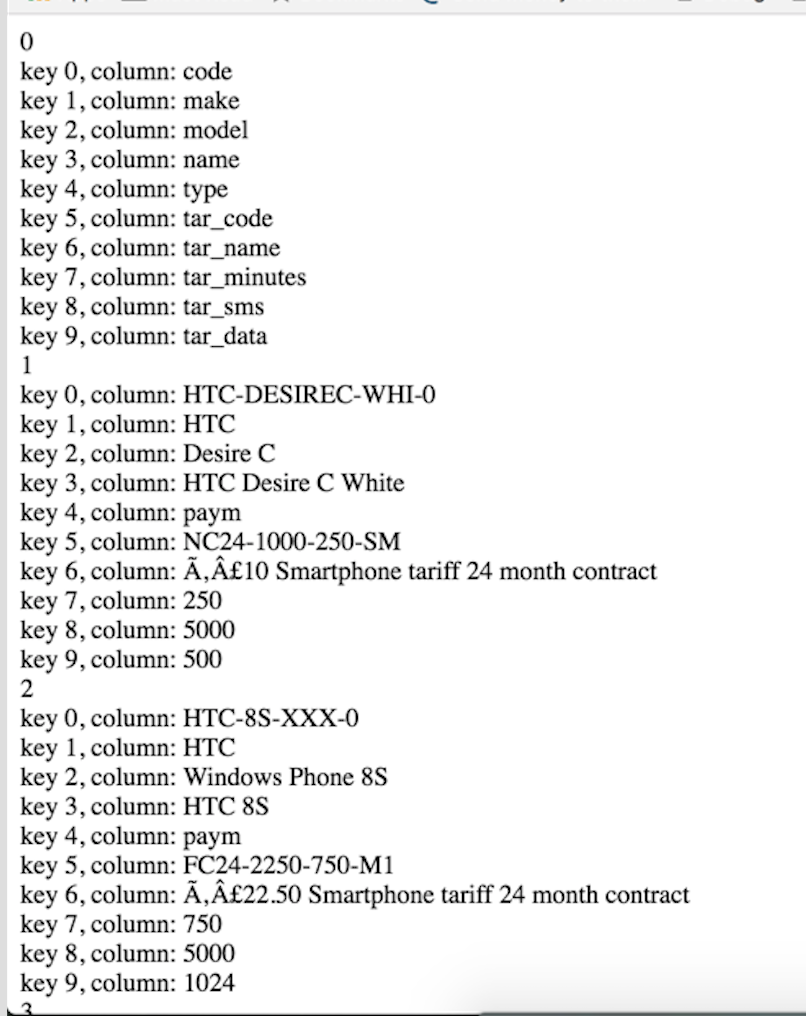 0
key 0, column: code
key 1, column: make
key 2, column: model
key 3, column: name
key 4, column: type
key 5, column: tar_code
key 6, column: tar_name
key 7, column: tar_minutes
key 8, column: tar_sms
key 9, column: tar_data
1
key 0, column: HTC-DESIREC-WHI-0
key 1, column: HTC
key 2, column: Desire C
key 3, column: HTC Desire C White
key 4, column: paym
key 5, column: NC24-1000-250-SM
key 6, column: Ã‚Â£10 Smartphone tariff 24 month contract
key 7, column: 250
key 8, column: 5000
key 9, column: 500
2
key 0, column: HTC-8S-XXX-0
key 1, column: HTC
key 2, column: Windows Phone 8S
key 3, column: HTC 8S
key 4, column: paym
key 5, column: FC24-2250-750-M1
key 6, column: Ã‚Â£22.50 Smartphone tariff 24 month contract
key 7, column: 750
key 8, column: 5000
key 9, column: 1024
3